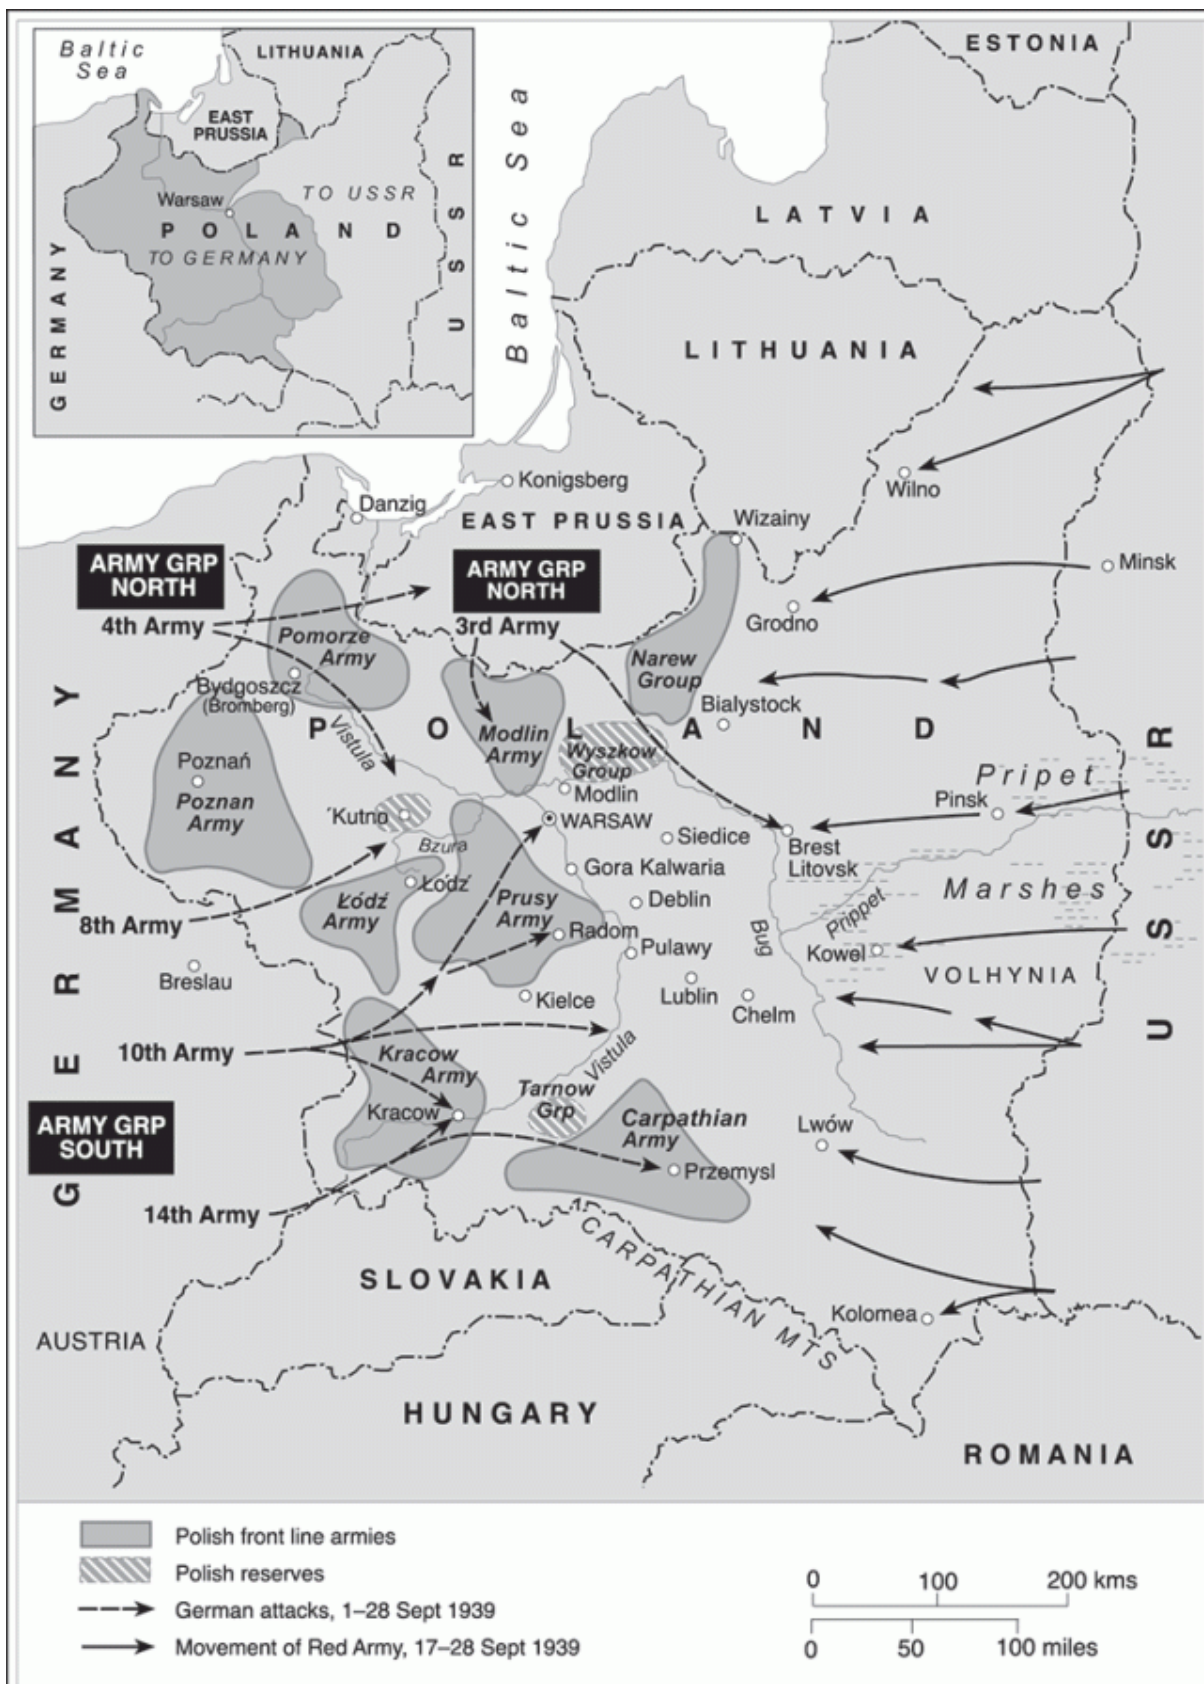 Baltic
Sea
LITHUANIA
EAST
PRUSSIA
Warsaw
TO USSR
POLAND
TO GERMANY
GERMANY
USSR
Baltic Sea
ESTONIA
LATVIA
LITHUANIA
Wilno
Konigsberg
Danzig
EAST PRUSSIA
Wizainy
Minsk
ARMY GRP
NORTH
4th Army
ARMY GRP
NORTH
3rd Army
Grodno
Pomorze
Army
Narew
Group
Bydgoszcz
(Bromberg)
Bialystock
POLAND
Vistula
Modlin
Army
Wyszkow
Group
Modlin
Poznań
Poznan
Army
Pripet
Pinsk
'Kutno
WARSAW
Siedice
Brest
Litovsk
Bzura
Gora Kalwaria
Marshes
Łódź
Łódź
Army
Prusy
Army
Deblin
Prippet
8th Army
Radom
Bug
Pulawy
Kowel
VOLHYNIA
Breslau
Kielce
Lublin
Chelm
10th Army
Kracow
Army
Vistula
Tarnow
Grp
Kracow
Carpathian
Army
Lwów
ARMY GRP
SOUTH
Przemysl
14th Army
GERMANY
USSR
SLOVAKIA
CARPATHIAN MTS
Kolomea
AUSTRIA
HUNGARY
ROMANIA
Polish front line armies
Polish reserves
German attacks, 1–28 Sept 1939
Movement of Red Army, 17–28 Sept 1939
0 100 200 kms
0 50 100 miles